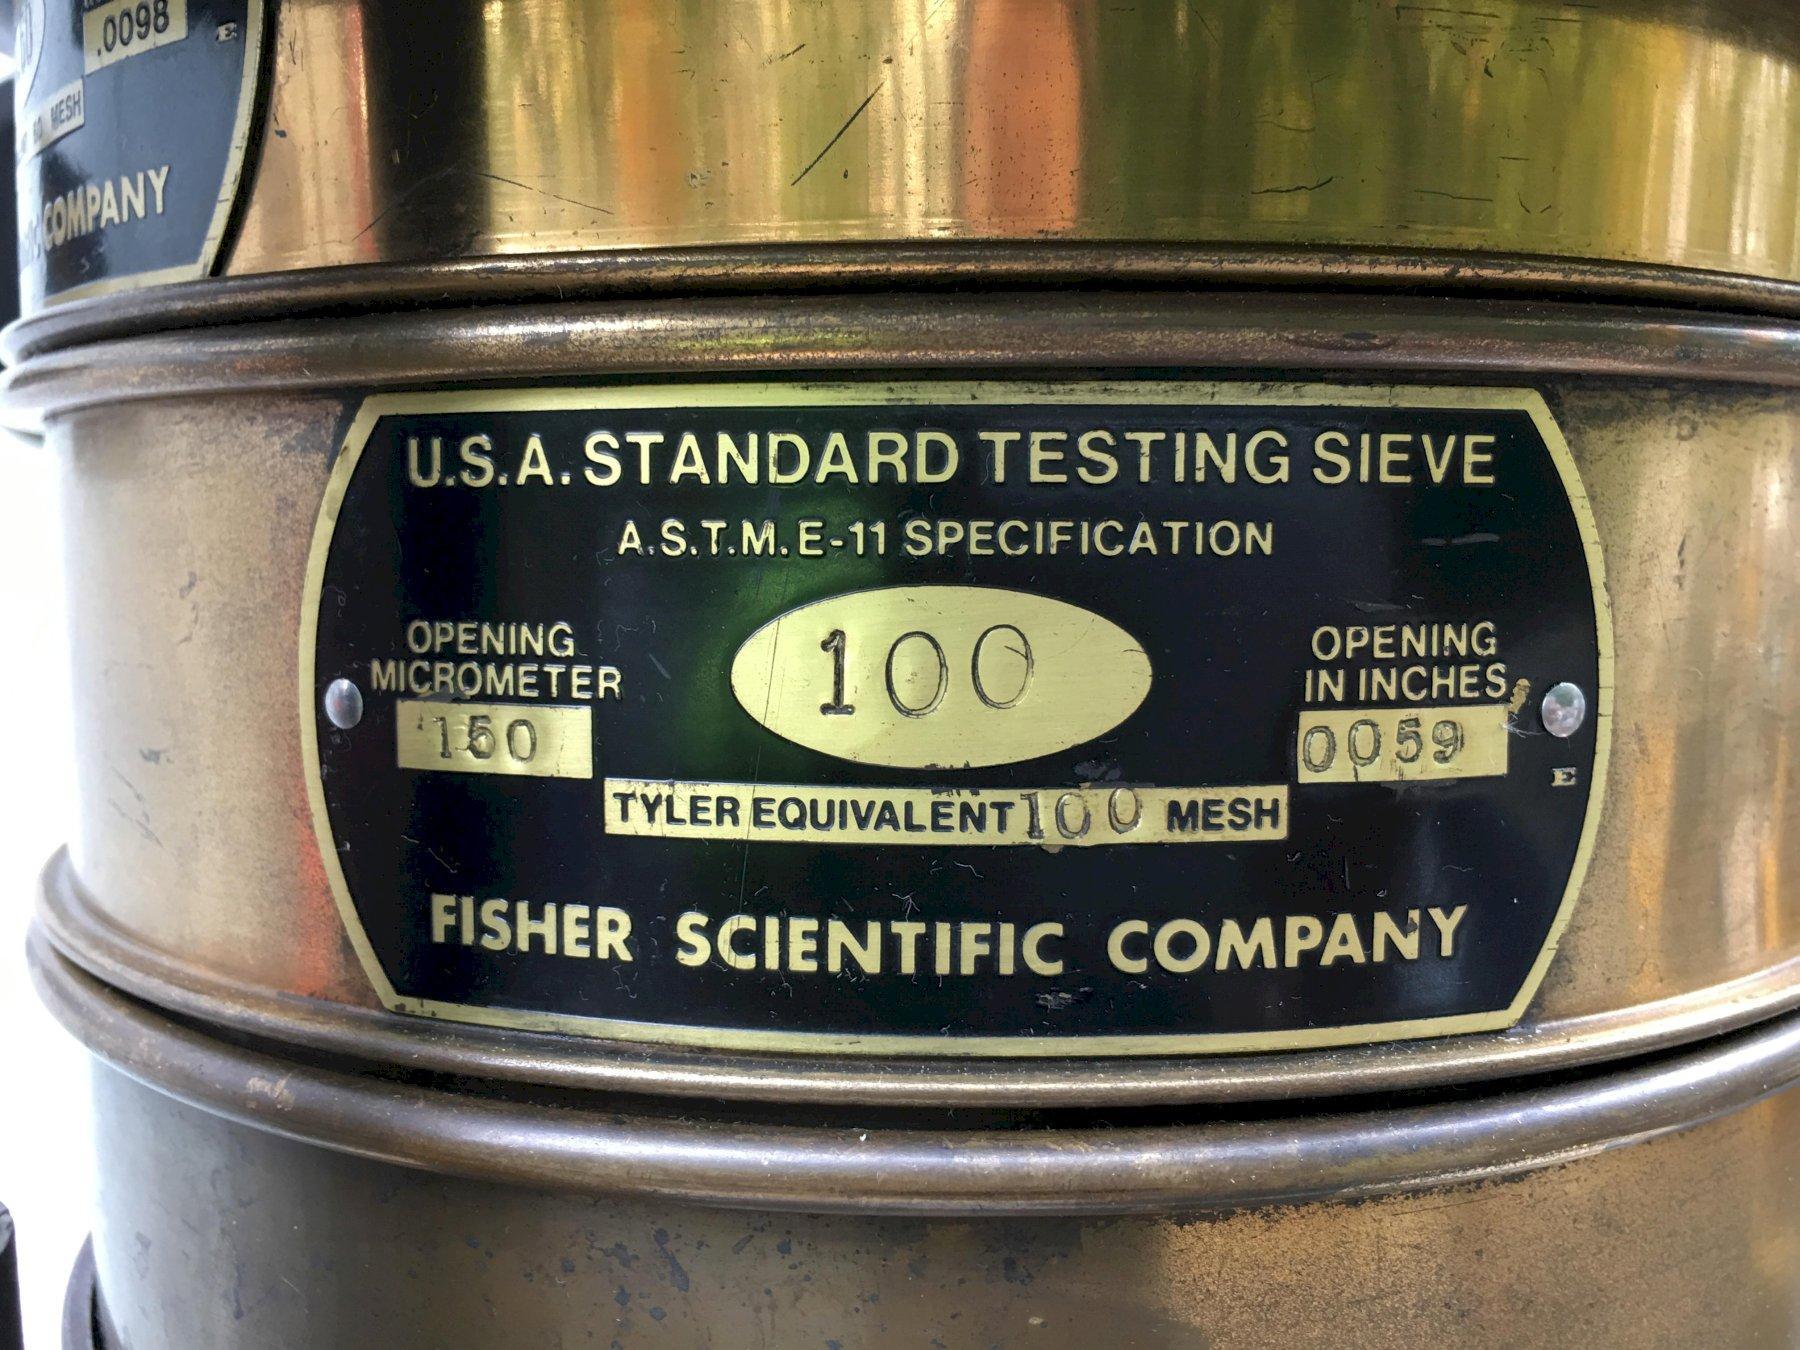 .0098
E
60 MESH
COMPANY
U.S.A. STANDARD TESTING SIEVE
A.S.T.M. E-11 SPECIFICATION
OPENING
MICROMETER
150
100
OPENING
IN INCHES
0059
E
TYLER EQUIVALENT 100 MESH
FISHER SCIENTIFIC COMPANY